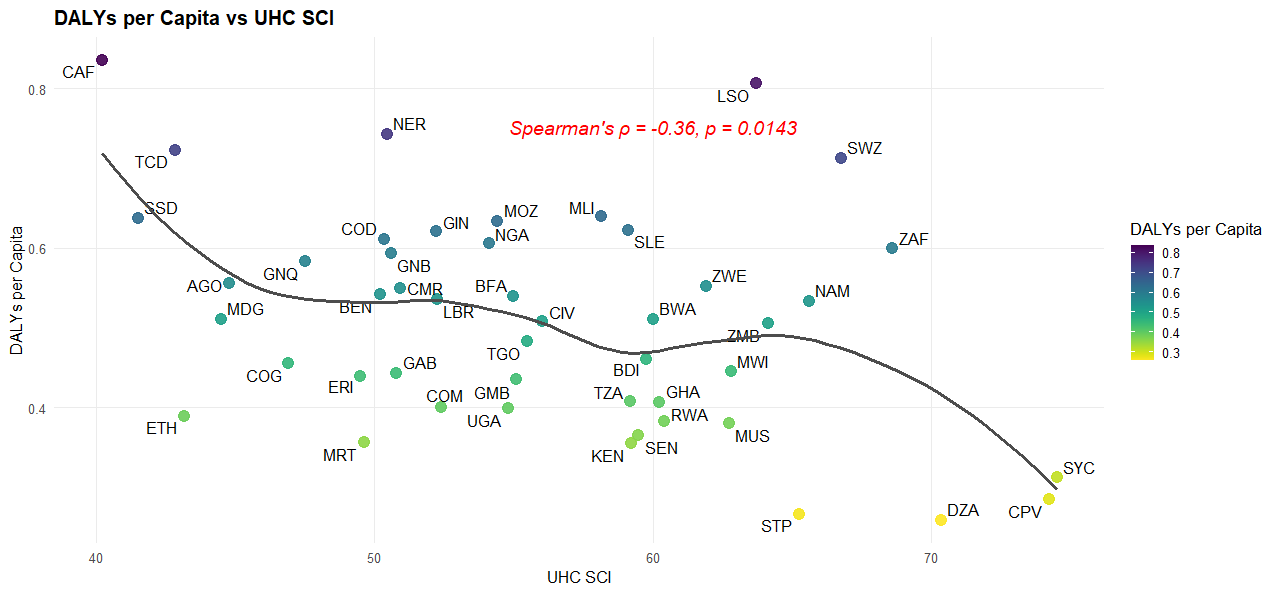 DALYs per Capita vs UHC SCI
CAF
LSO
Spearman's ρ = -0.36, p = 0.0143
NER
TCD
SWZ
SSD
COD
GIN
MOZ
MLI
NGA
SLE
ZAF
GNQ
GNB
AGO
CMR
BFA
ZWE
NAM
MDG
BEN
LBR
CIV
BWA
ZMB
TGO
COG
GAB
BDI
MWI
ERI
COM
GMB
TZA
GHA
UGA
RWA
ETH
MRT
KEN
SEN
MUS
SYC
STP
DZA
CPV
0.8
0.6
0.4
DALYs per Capita
40
50
60
70
UHC SCI
DALYs per Capita
0.8
0.7
0.6
0.5
0.4
0.3